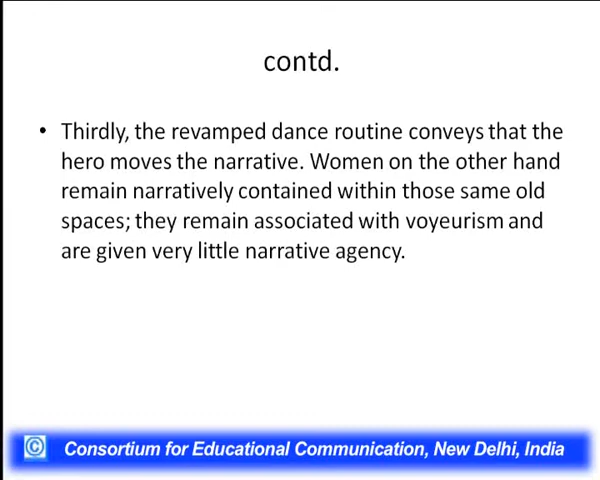 contd.
• Thirdly, the revamped dance routine conveys that the
hero moves the narrative. Women on the other hand
remain narratively contained within those same old
spaces; they remain associated with voyeurism and
are given very little narrative agency.
© Consortium for Educational Communication, New Delhi, India